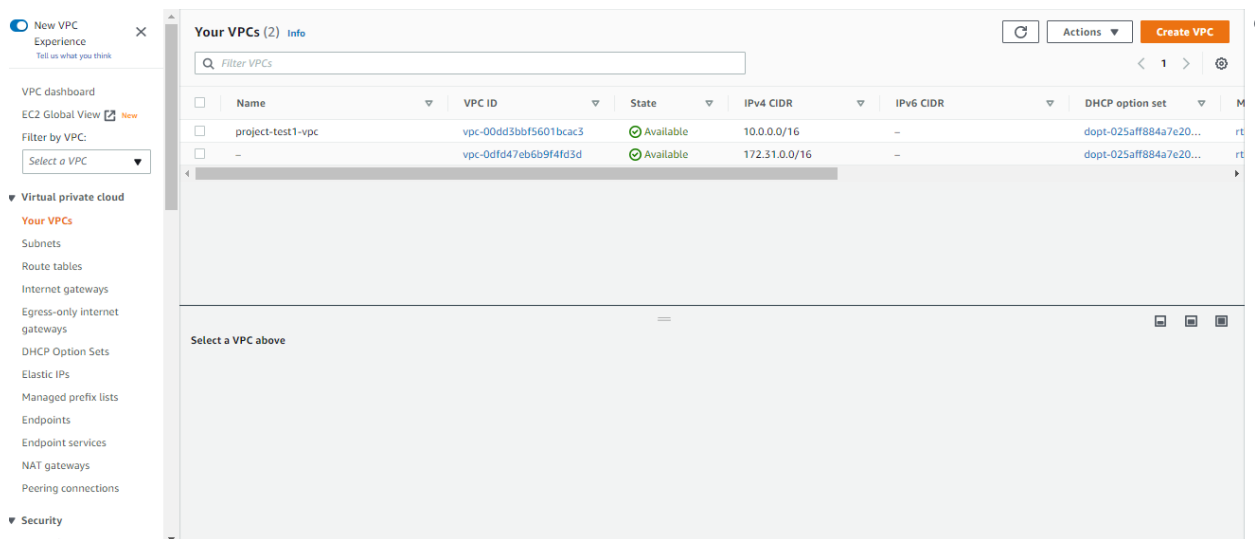 New VPC
Experience
Tell us what you think
VPC dashboard
EC2 Global View New
Filter by VPC:
Select a VPC
Virtual private cloud
Your VPCs
Subnets
Route tables
Internet gateways
Egress-only internet
gateways
DHCP Option Sets
Elastic IPs
Managed prefix lists
Endpoints
Endpoint services
NAT gateways
Peering connections
Security
Your VPCs (2) Info
Actions
Create VPC
Filter VPCs
1
Name VPC ID State IPv4 CIDR IPv6 CIDR DHCP option set M
project-test1-vpc vpc-00dd3bbf5601bcac3 Available 10.0.0.0/16 – dopt-025aff884a7e20... rt
– vpc-0dfd47eb6b9f4fd3d Available 172.31.0.0/16 – dopt-025aff884a7e20... rt
Select a VPC above